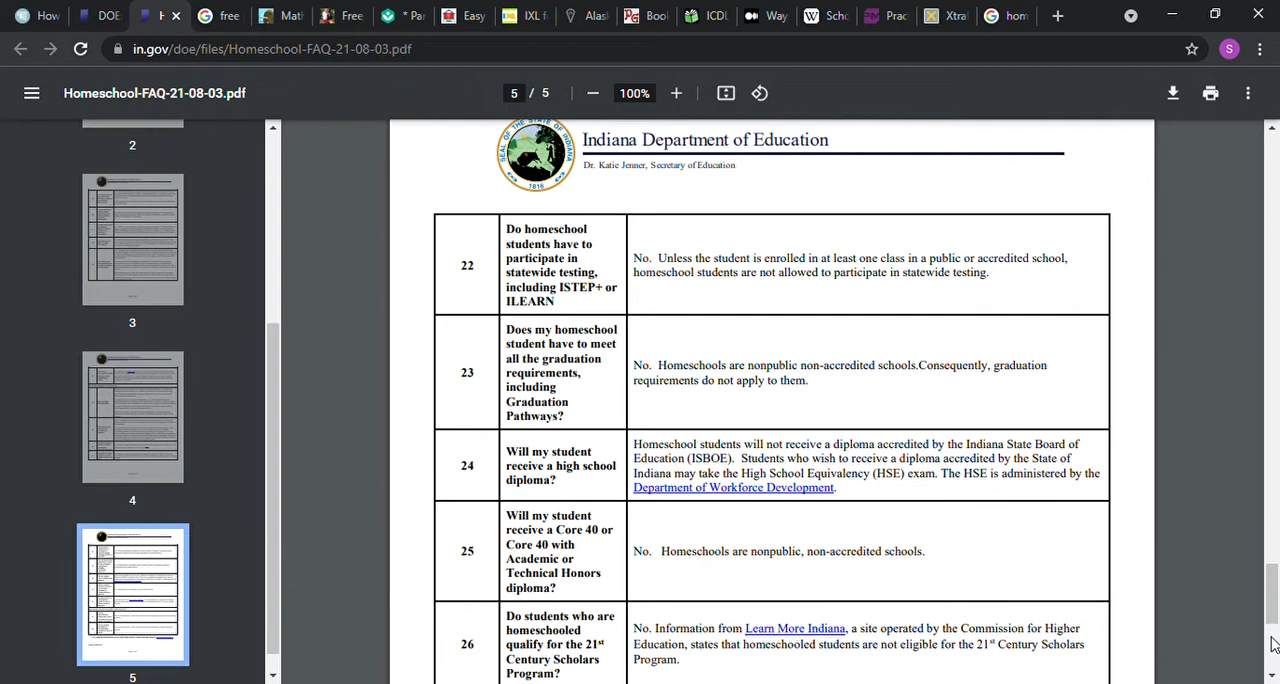 How
DOE
H
free
Math
Free
* Par
Easy
IXL f
Alas
Bool
ICDL
Way
Scho
Prac
Xtra
hom
in.gov/doe/files/Homeschool-FAQ-21-08-03.pdf
S
Homeschool-FAQ-21-08-03.pdf
5 / 5
100%
2
3
4
5
SEAL OF THE STATE OF INDIANA
1816
Indiana Department of Education
Dr. Katie Jenner, Secretary of Education
22
Do homeschool
students have to
participate in
statewide testing,
including ISTEP+ or
ILEARN
No. Unless the student is enrolled in at least one class in a public or accredited school,
homeschool students are not allowed to participate in statewide testing.
23
Does my homeschool
student have to meet
all the graduation
requirements,
including
Graduation
Pathways?
No. Homeschools are nonpublic non-accredited schools.Consequently, graduation
requirements do not apply to them.
24
Will my student
receive a high school
diploma?
Homeschool students will not receive a diploma accredited by the Indiana State Board of
Education (ISBOE). Students who wish to receive a diploma accredited by the State of
Indiana may take the High School Equivalency (HSE) exam. The HSE is administered by the
Department of Workforce Development.
25
Will my student
receive a Core 40 or
Core 40 with
Academic or
Technical Honors
diploma?
No. Homeschools are nonpublic, non-accredited schools.
26
Do students who are
homeschooled
qualify for the 21st
Century Scholars
Program?
No. Information from Learn More Indiana, a site operated by the Commission for Higher
Education, states that homeschooled students are not eligible for the 21st Century Scholars
Program.